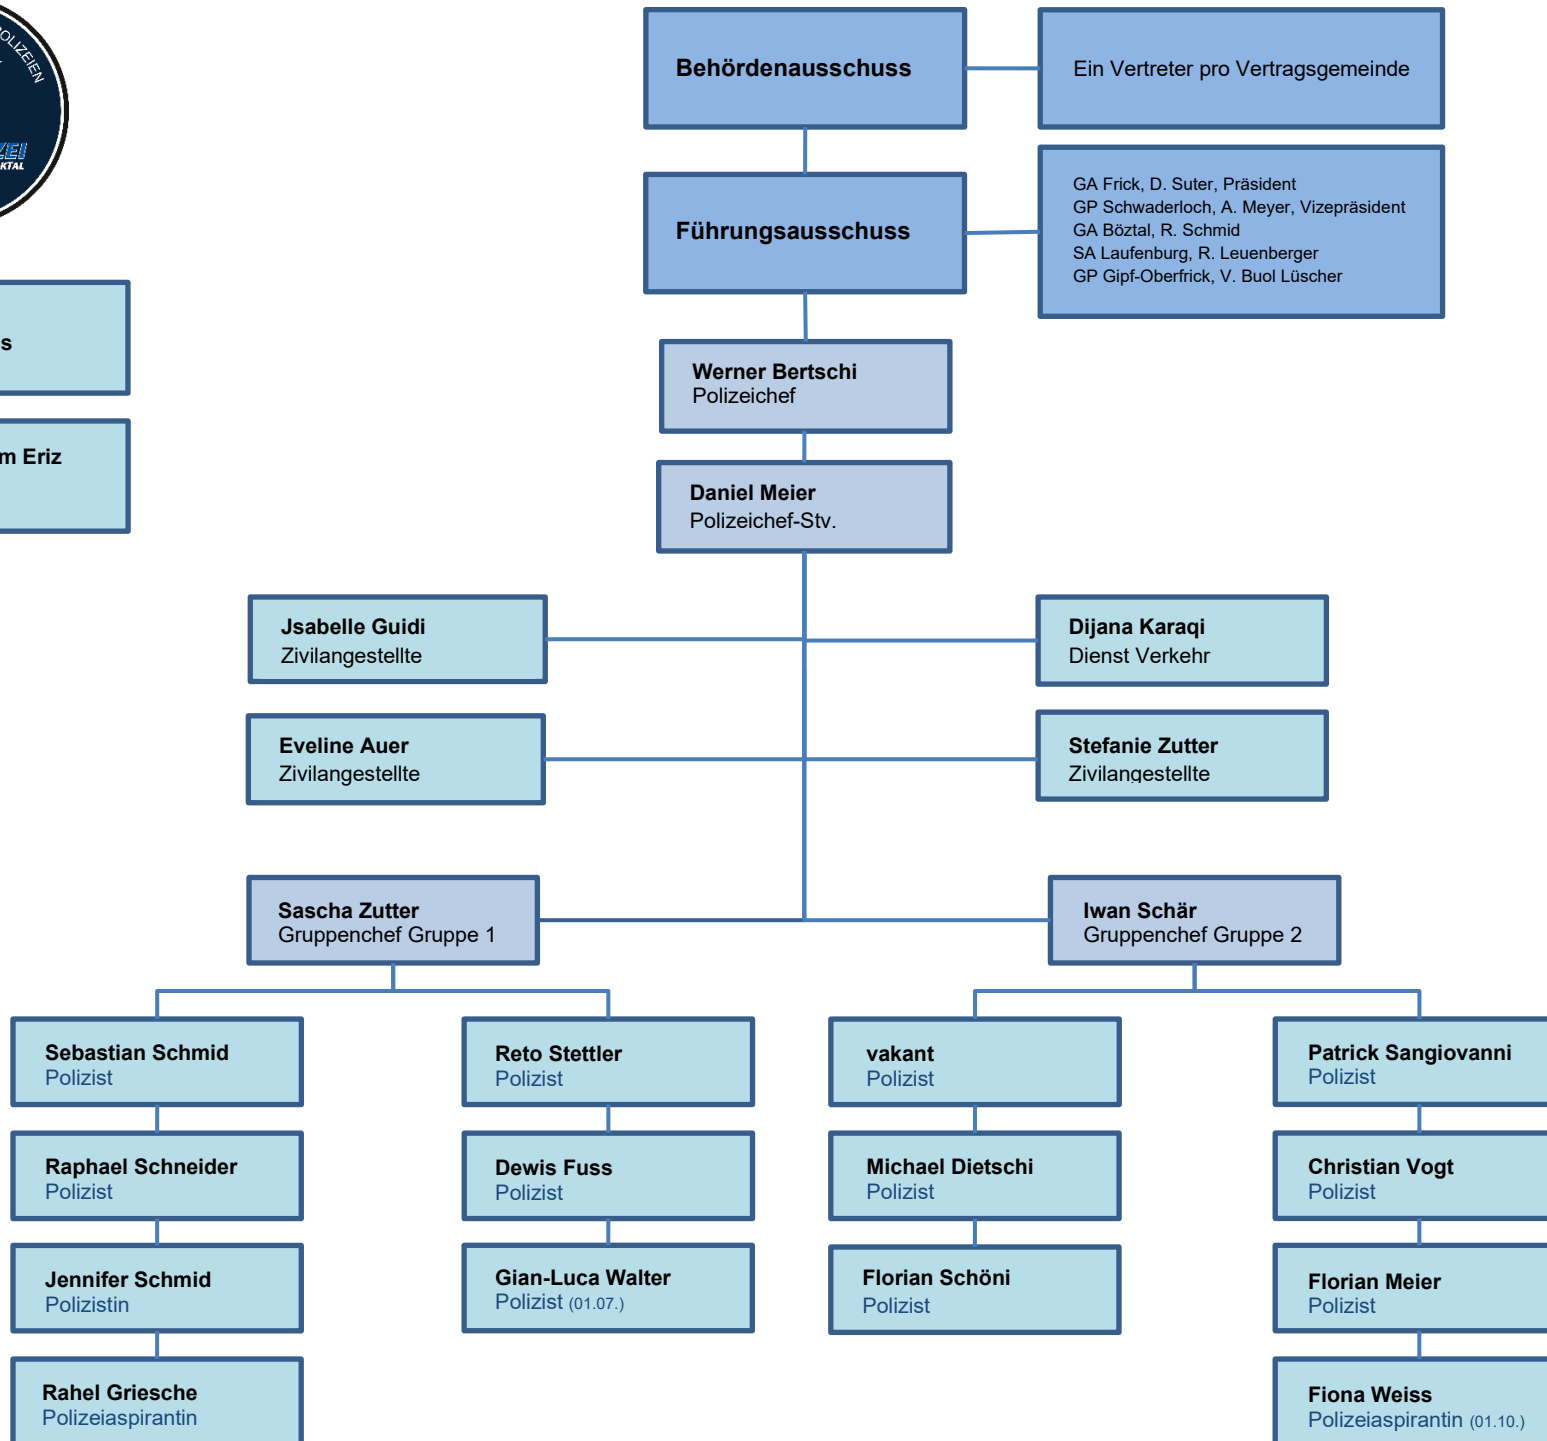 POLIZEIEN
Behördenausschuss
Ein Vertreter pro Vertragsgemeinde
Führungsausschuss
GA Frick, D. Suter, Präsident
GP Schwaderloch, A. Meyer, Vizepräsident
GA Böztal, R. Schmid
SA Laufenburg, R. Leuenberger
GP Gipf-Oberfrick, V. Buol Lüscher
Eriz
Werner Bertschi
Polizeichef
Daniel Meier
Polizeichef-Stv.
Jsabelle Guidi
Zivilangestellte
Dijana Karaqi
Dienst Verkehr
Eveline Auer
Zivilangestellte
Stefanie Zutter
Zivilangestellte
Sascha Zutter
Gruppenchef Gruppe 1
Iwan Schär
Gruppenchef Gruppe 2
Sebastian Schmid
Polizist
Reto Stettler
Polizist
vakant
Polizist
Patrick Sangiovanni
Polizist
Raphael Schneider
Polizist
Dewis Fuss
Polizist
Michael Dietschi
Polizist
Christian Vogt
Polizist
Jennifer Schmid
Polizistin
Gian-Luca Walter
Polizist (01.07.)
Florian Schöni
Polizist
Florian Meier
Polizist
Rahel Griesche
Polizeiaspirantin
Fiona Weiss
Polizeiaspirantin (01.10.)